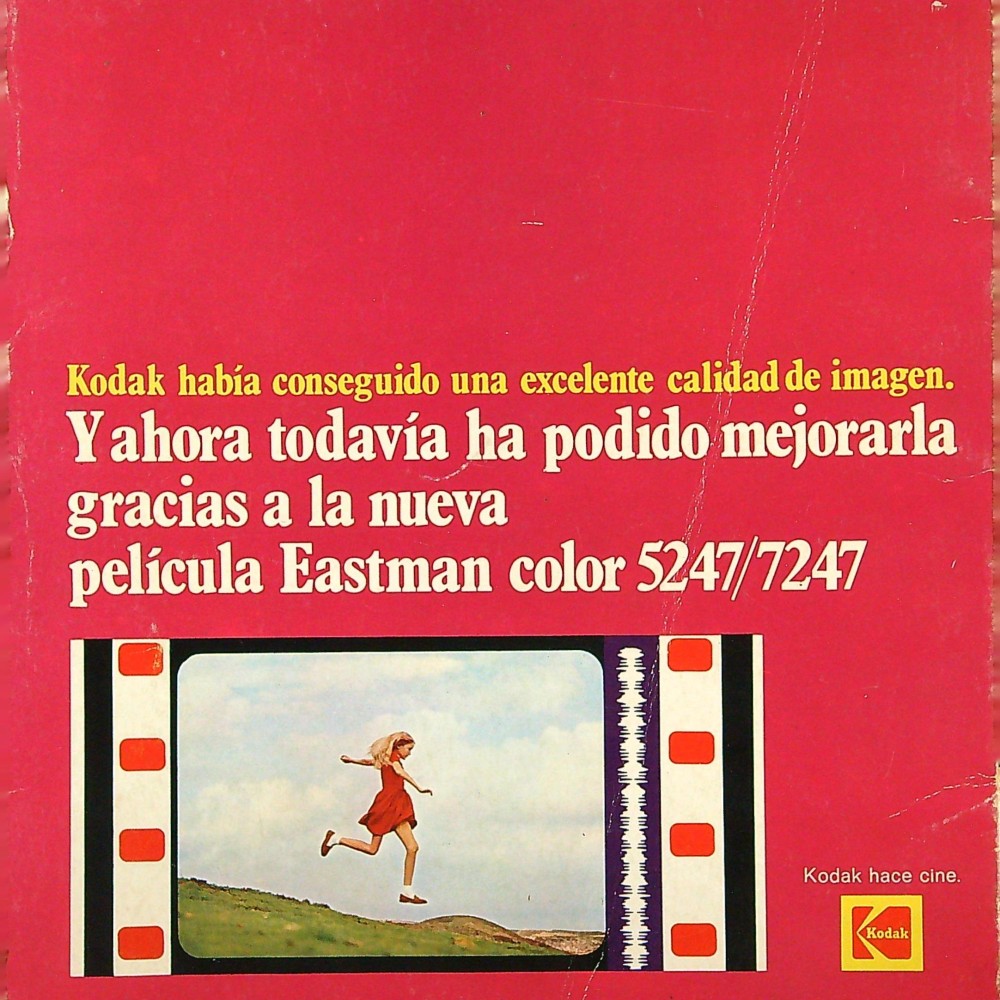 Kodak había conseguido una excelente calidad de imagen.
Y ahora todavía ha podido mejorarla
gracias a la nueva
película Eastman color 5247/7247
Kodak hace cine.
Kodak